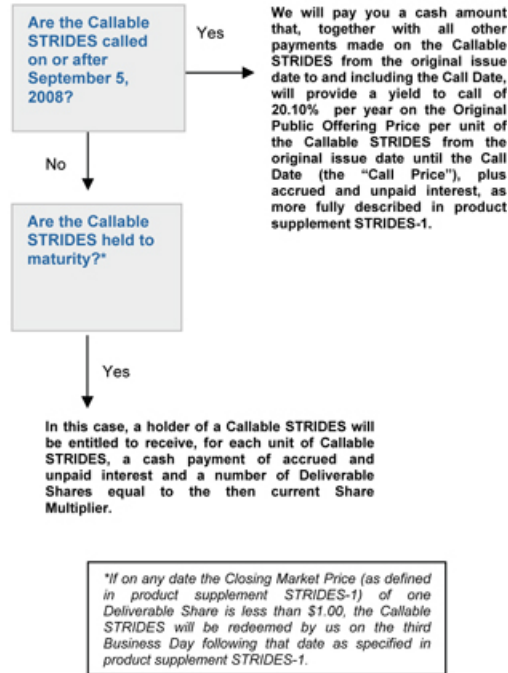 Are the Callable
STRIDES called
on or after
September 5,
2008?
Yes
We will pay you a cash amount
that, together with all other
payments made on the Callable
STRIDES from the original issue
date to and including the Call Date,
will provide a yield to call of
20.10% per year on the Original
Public Offering Price per unit of
the Callable STRIDES from the
original issue date until the Call
Date (the “Call Price”), plus
accrued and unpaid interest, as
more fully described in product
supplement STRIDES-1.
No
Are the Callable
STRIDES held to
maturity?*
Yes
In this case, a holder of a Callable STRIDES will
be entitled to receive, for each unit of Callable
STRIDES, a cash payment of accrued and
unpaid interest and a number of Deliverable
Shares equal to the then current Share
Multiplier.
*If on any date the Closing Market Price (as defined
in product supplement STRIDES-1) of one
Deliverable Share is less than $1.00, the Callable
STRIDES will be redeemed by us on the third
Business Day following that date as specified in
product supplement STRIDES-1.